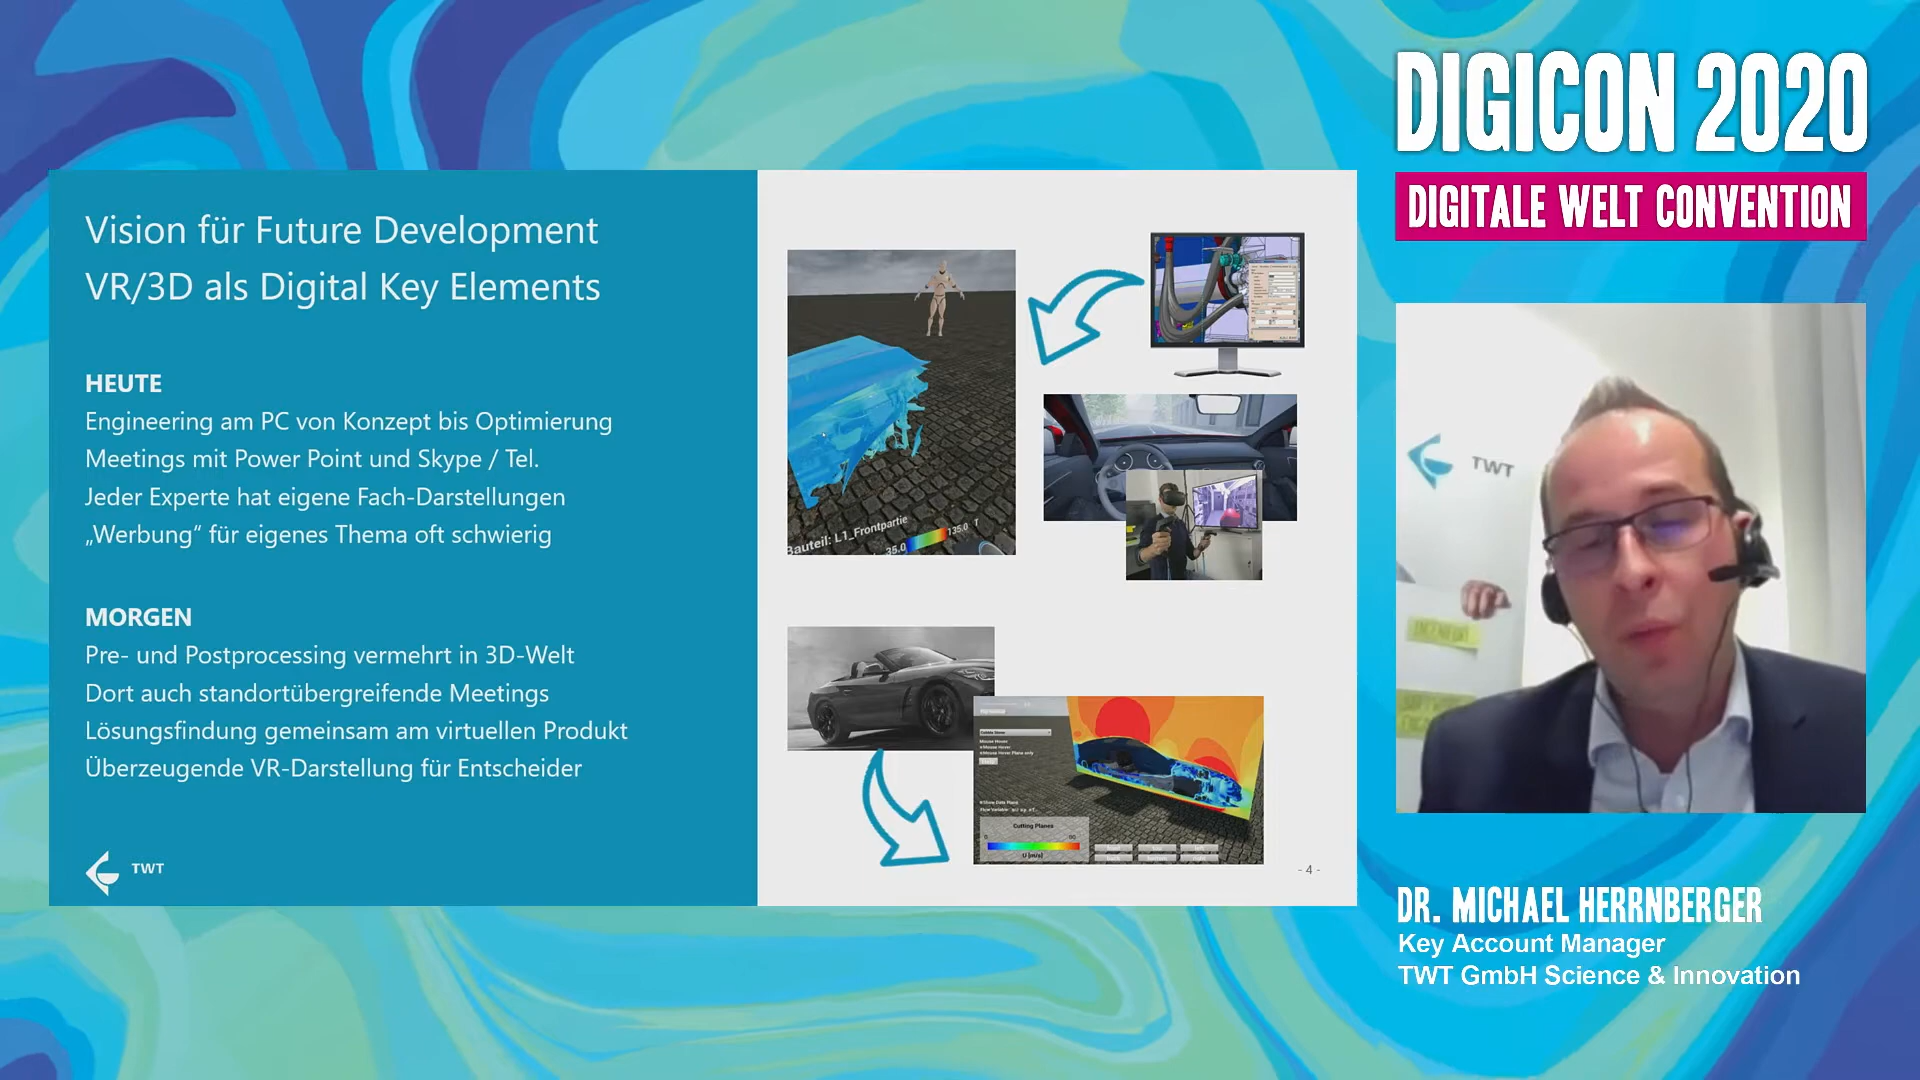 DIGICON 2020
DIGITALE WELT CONVENTION
Vision für Future Development
VR/3D als Digital Key Elements
HEUTE
Engineering am PC von Konzept bis Optimierung
Meetings mit Power Point und Skype / Tel.
Jeder Experte hat eigene Fach-Darstellungen
„Werbung“ für eigenes Thema oft schwierig
MORGEN
Pre- und Postprocessing vermehrt in 3D-Welt
Dort auch standortübergreifende Meetings
Lösungsfindung gemeinsam am virtuellen Produkt
Überzeugende VR-Darstellung für Entscheider
TWT
Bauteil: L1_Frontpartie
35.0 135.0 T
Cutting Planes
U [m/s]
- 4 -
TWT
DR. MICHAEL HERRNBERGER
Key Account Manager
TWT GmbH Science & Innovation